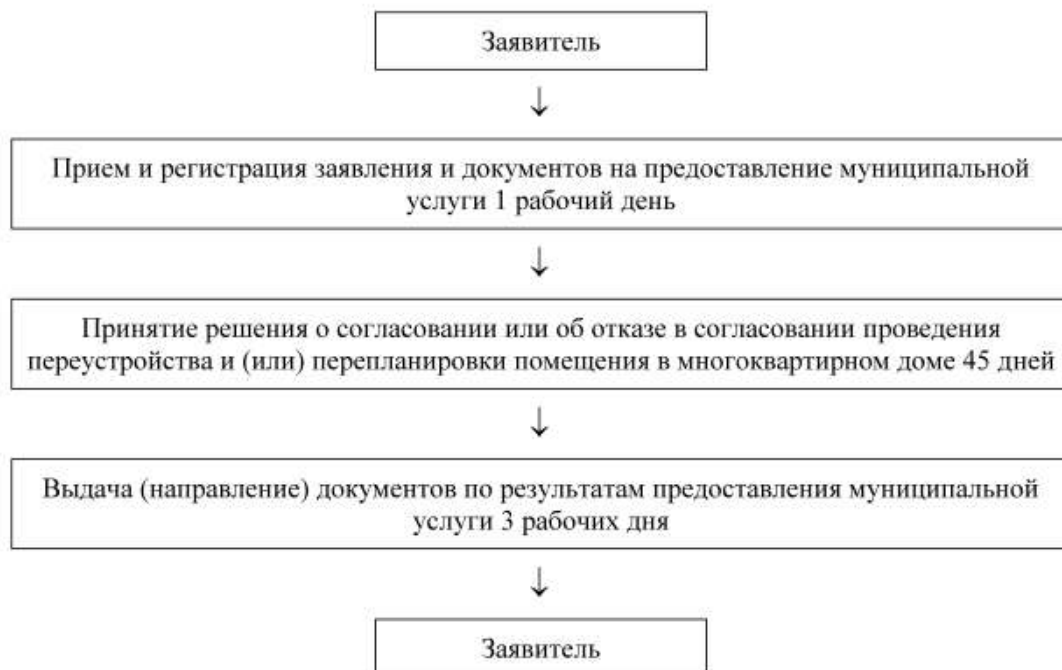 Заявитель
Прием и регистрация заявления и документов на предоставление муниципальной
услуги 1 рабочий день
Принятие решения о согласовании или об отказе в согласовании проведения
переустройства и (или) перепланировки помещения в многоквартирном доме 45 дней
Выдача (направление) документов по результатам предоставления муниципальной
услуги 3 рабочих дня
Заявитель